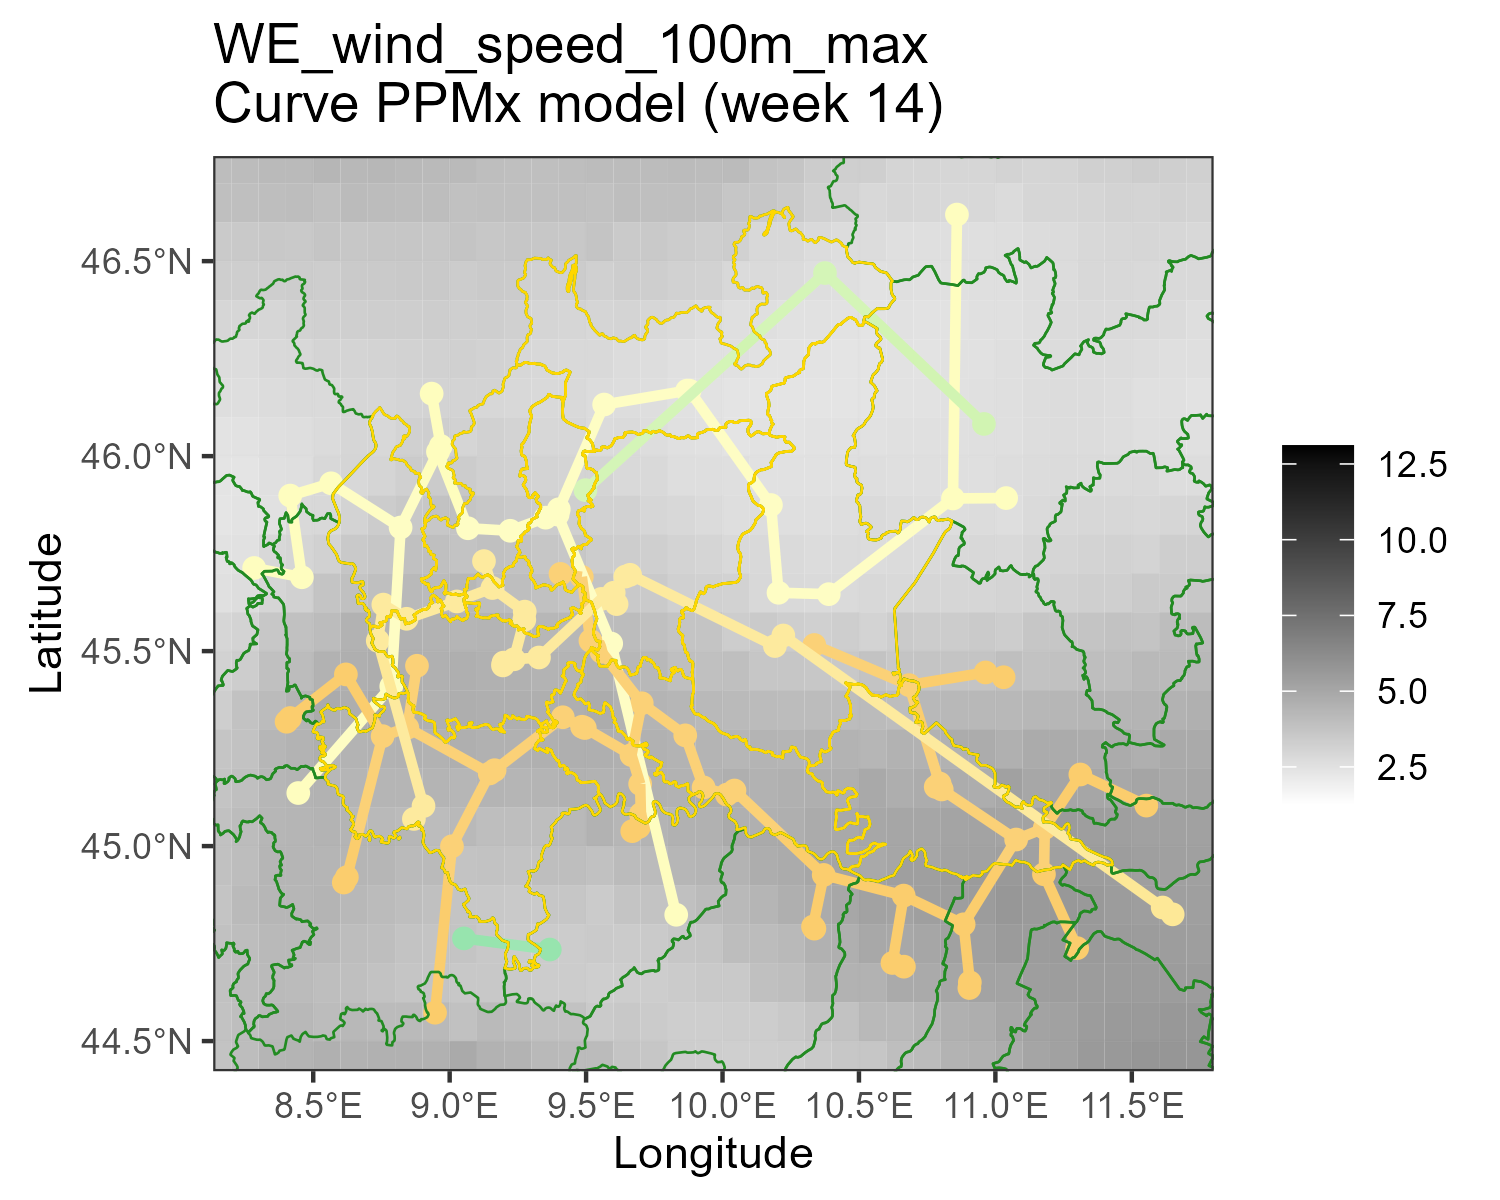 WE_wind_speed_100m_max
Curve PPMx model (week 14)
46.5°N
46.0°N
45.5°N
45.0°N
44.5°N
Latitude
8.5°E
9.0°E
9.5°E
10.0°E
10.5°E
11.0°E
11.5°E
Longitude
12.5
10.0
7.5
5.0
2.5